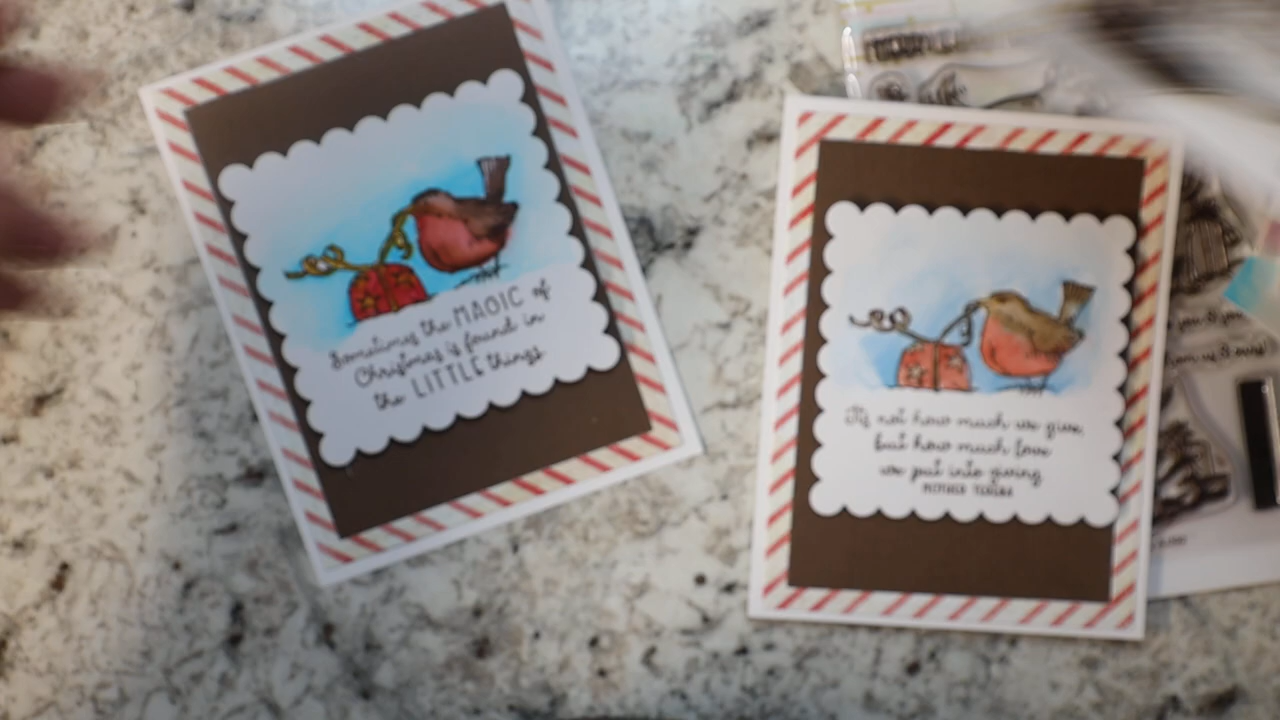 Sometimes the MAGIC of
Christmas is found in
the LITTLE things
It's not how much we give,
but how much love
we put into giving
MOTHER TERESA